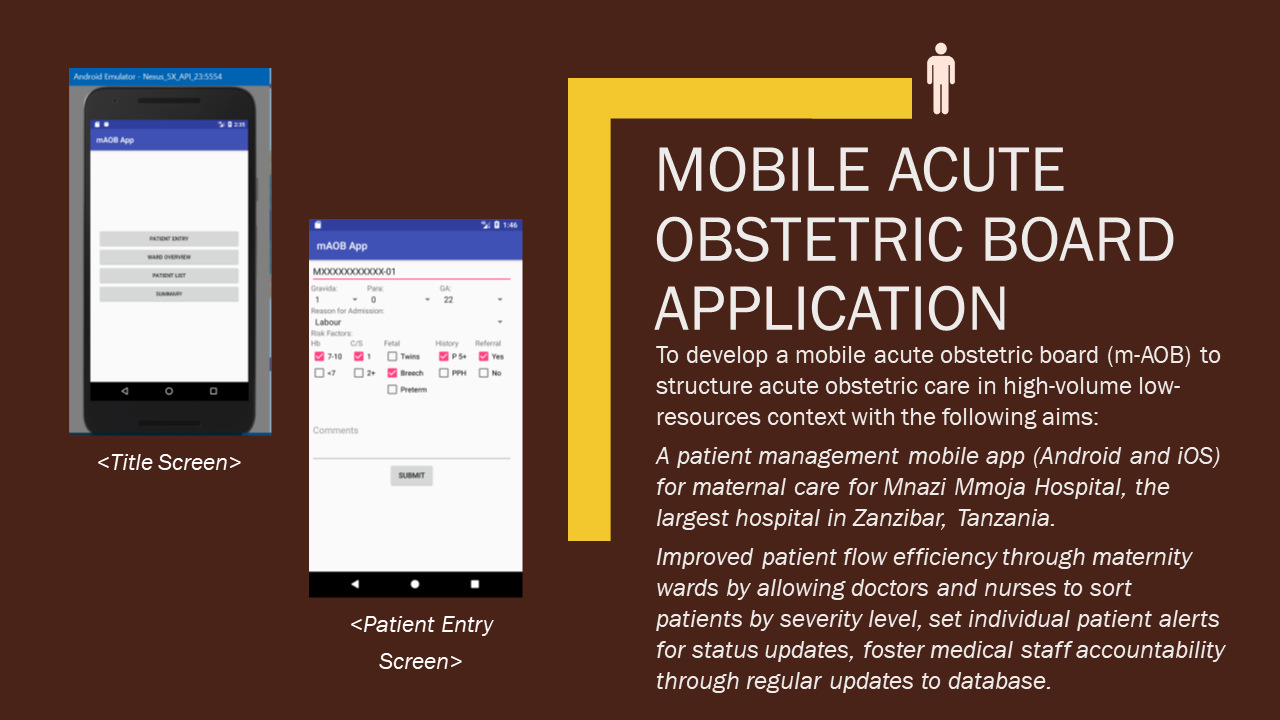 Android Emulator - Nexus_5X_API_23:5554
2:35
mAOB App
PATIENT ENTRY
WARD OVERVIEW
PATIENT LIST
SUMMARY
<Title Screen>
1:46
mAOB App
MXXXXXXXXXXX-01
Gravida: Para: GA:
1 0 22
Reason for Admission:
Labour
Risk Factors:
Hb C/S Fetal History Referral
7-10 1 Twins P 5+ Yes
<7 2+ Breech PPH No
Preterm
Comments
SUBMIT
<Patient Entry
Screen>
MOBILE ACUTE
OBSTETRIC BOARD
APPLICATION
To develop a mobile acute obstetric board (m-AOB) to
structure acute obstetric care in high-volume low-
resources context with the following aims:
A patient management mobile app (Android and iOS)
for maternal care for Mnazi Mmoja Hospital, the
largest hospital in Zanzibar, Tanzania.
Improved patient flow efficiency through maternity
wards by allowing doctors and nurses to sort
patients by severity level, set individual patient alerts
for status updates, foster medical staff accountability
through regular updates to database.